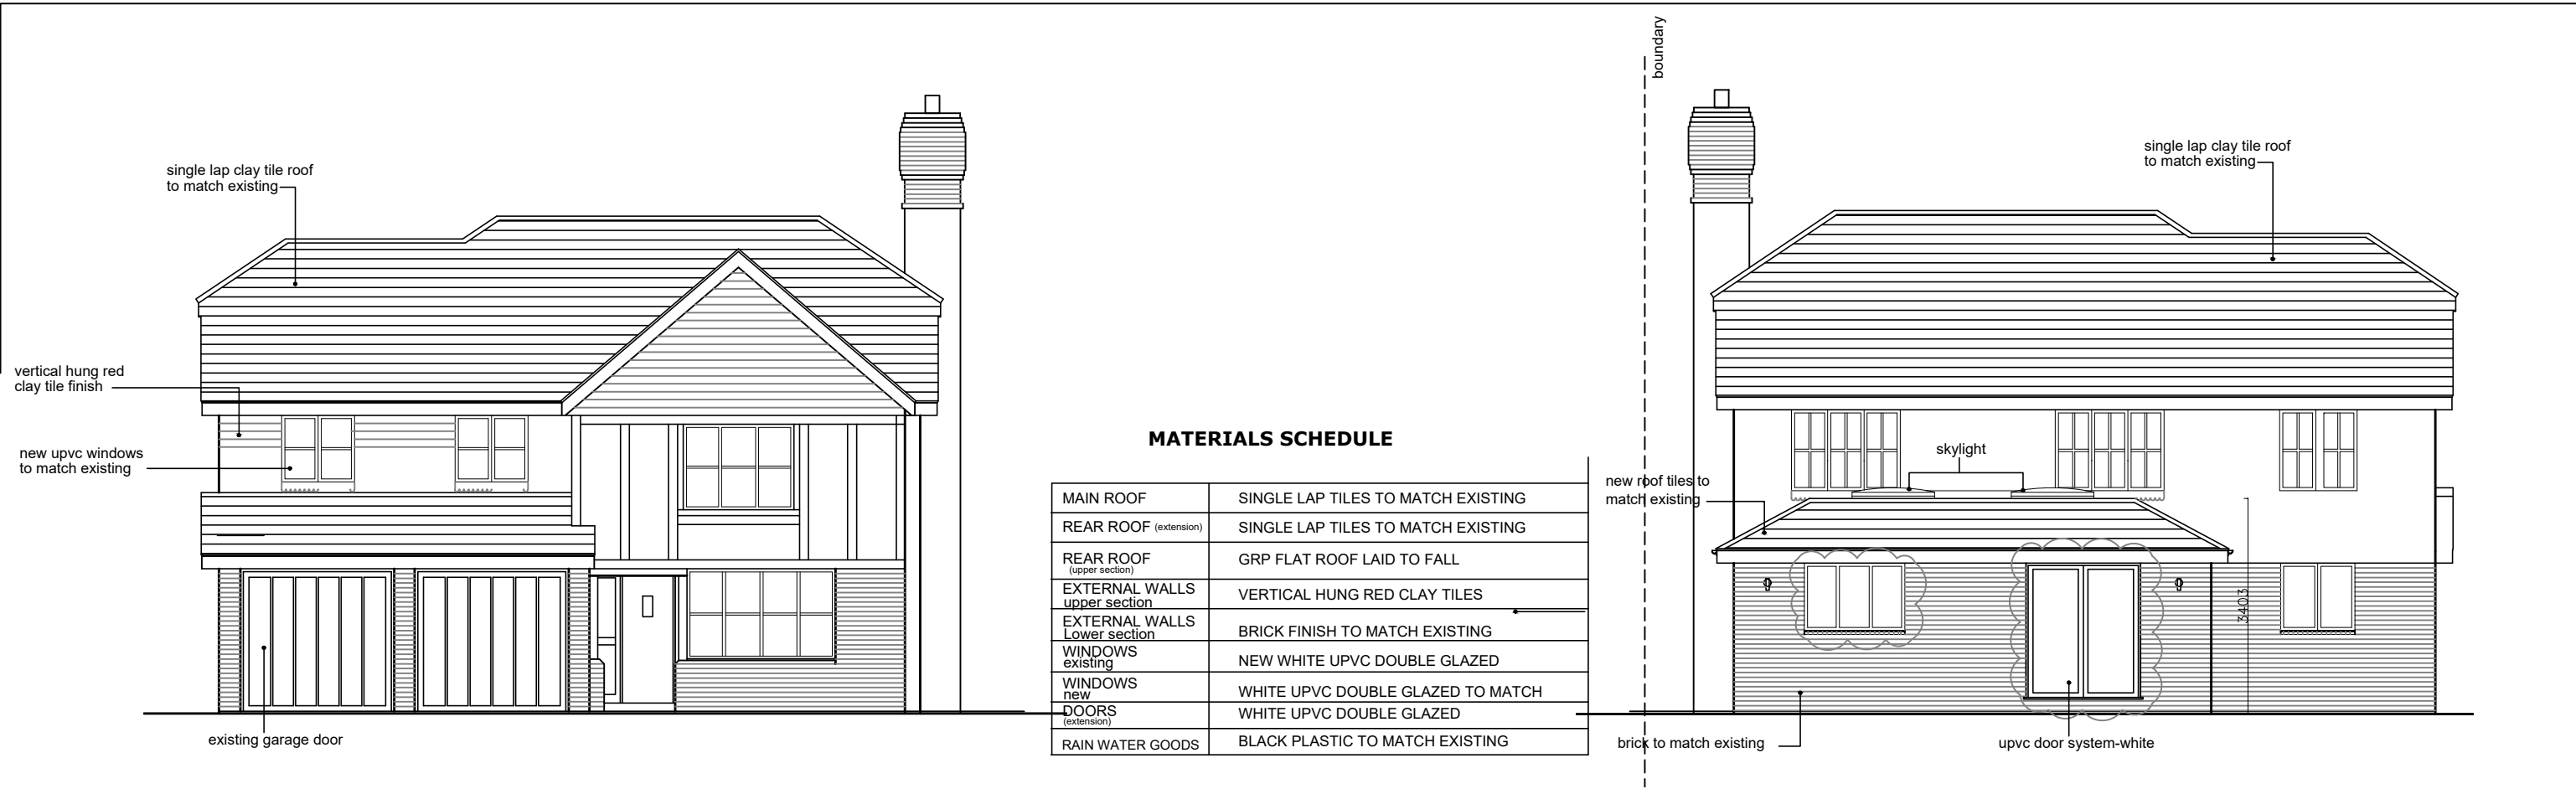 single lap clay tile roof
to match existing
vertical hung red
clay tile finish
new upvc windows
to match existing
existing garage door
MATERIALS SCHEDULE
MAIN ROOF SINGLE LAP TILES TO MATCH EXISTING
REAR ROOF (extension) SINGLE LAP TILES TO MATCH EXISTING
REAR ROOF GRP FLAT ROOF LAID TO FALL
(upper section)
EXTERNAL WALLS VERTICAL HUNG RED CLAY TILES
upper section
EXTERNAL WALLS
Lower section BRICK FINISH TO MATCH EXISTING
WINDOWS
existing NEW WHITE UPVC DOUBLE GLAZED
WINDOWS
new WHITE UPVC DOUBLE GLAZED TO MATCH
DOORS WHITE UPVC DOUBLE GLAZED
(extension)
RAIN WATER GOODS BLACK PLASTIC TO MATCH EXISTING
boundary
single lap clay tile roof
to match existing
skylight
new roof tiles to
match existing
3403
brick to match existing
upvc door system-white